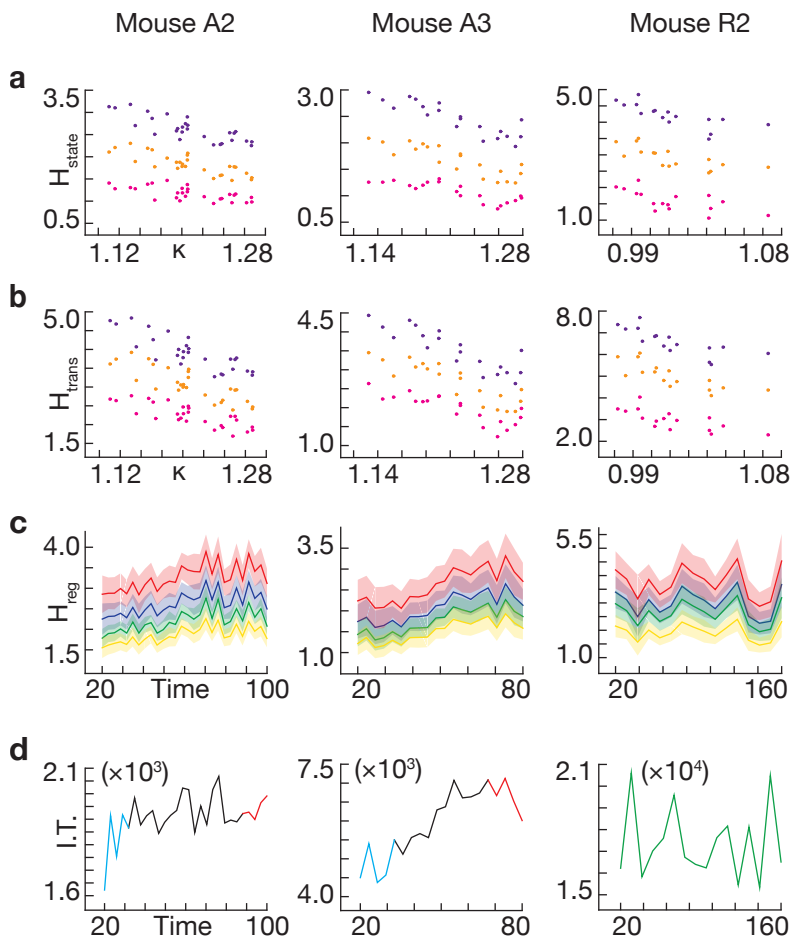 Mouse A2 Mouse A3 Mouse R2
a
H_state
3.5
0.5
1.12 κ 1.28
3.0
0.5
1.14 1.28
5.0
1.0
0.99 1.08
b
H_trans
5.0
1.5
1.12 κ 1.28
4.5
1.0
1.14 1.28
8.0
2.0
0.99 1.08
c
H_reg
4.0
1.5
20 Time 100
3.5
1.0
20 80
5.5
1.0
20 160
d
I.T.
2.1 (×10³)
1.6
20 Time 100
7.5 (×10³)
4.0
20 80
2.1 (×10⁴)
1.5
20 160